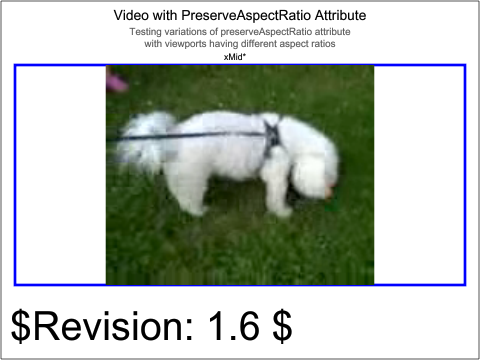 Video with PreserveAspectRatio Attribute
Testing variations of preserveAspectRatio attribute
with viewports having different aspect ratios
xMid*
$Revision: 1.6 $